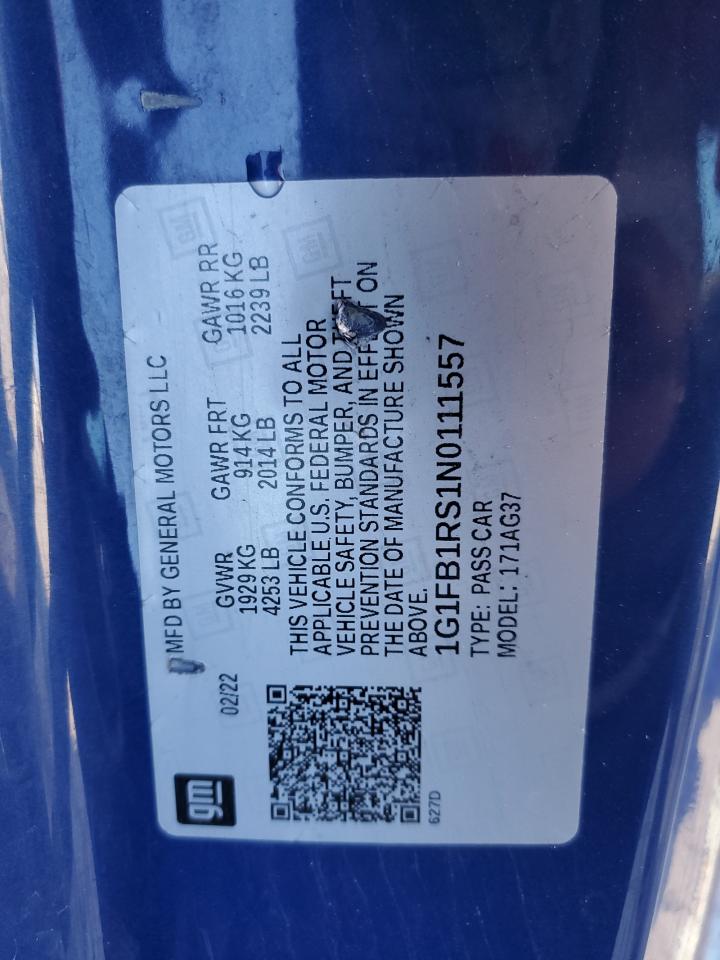 gm
MFD BY GENERAL MOTORS LLC
02/22
GVWR GAWR FRT GAWR RR
1929 KG 914 KG 1016 KG
4253 LB 2014 LB 2239 LB
THIS VEHICLE CONFORMS TO ALL
APPLICABLE U.S. FEDERAL MOTOR
VEHICLE SAFETY, BUMPER, AND THEFT
PREVENTION STANDARDS IN EFFECT ON
THE DATE OF MANUFACTURE SHOWN
ABOVE.
1G1FB1RS1N0111557
TYPE: PASS CAR
MODEL: 171AG37
627D